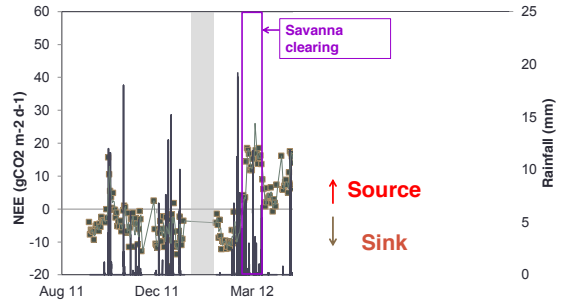 60
50
40
30
20
10
0
-10
-20
NEE (gCO2 m-2 d-1)
Aug 11
Dec 11
Mar 12
Savanna
clearing
Source
Sink
25
20
15
10
5
0
Rainfall (mm)